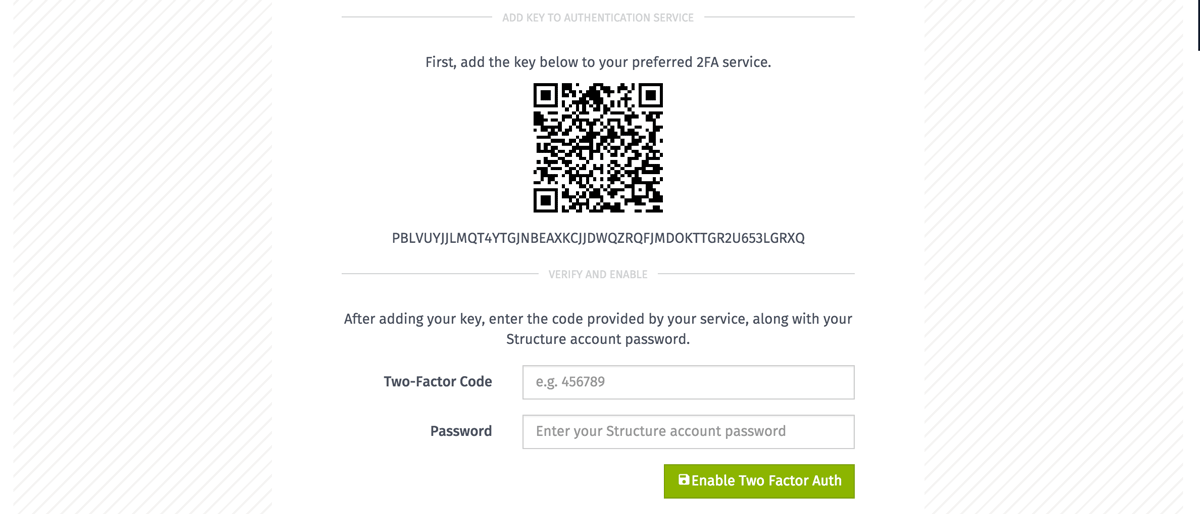 ADD KEY TO AUTHENTICATION SERVICE
First, add the key below to your preferred 2FA service.
PBLVUYJJLMQT4YTGJNBEAXKCJJDWQZRQFJMDOKTTGR2U653LGRXQ
VERIFY AND ENABLE
After adding your key, enter the code provided by your service, along with your
Structure account password.
Two-Factor Code
e.g. 456789
Password
Enter your Structure account password
Enable Two Factor Auth